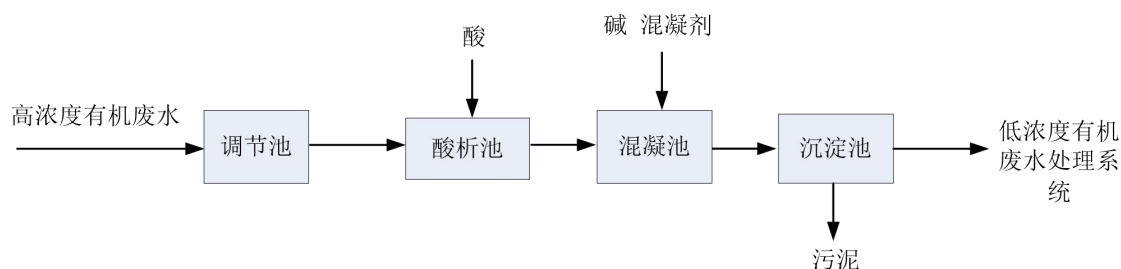 碱 混凝剂
酸
高浓度有机废水
调节池
酸析池
混凝池
沉淀池
低浓度有机
废水处理系
统
污泥